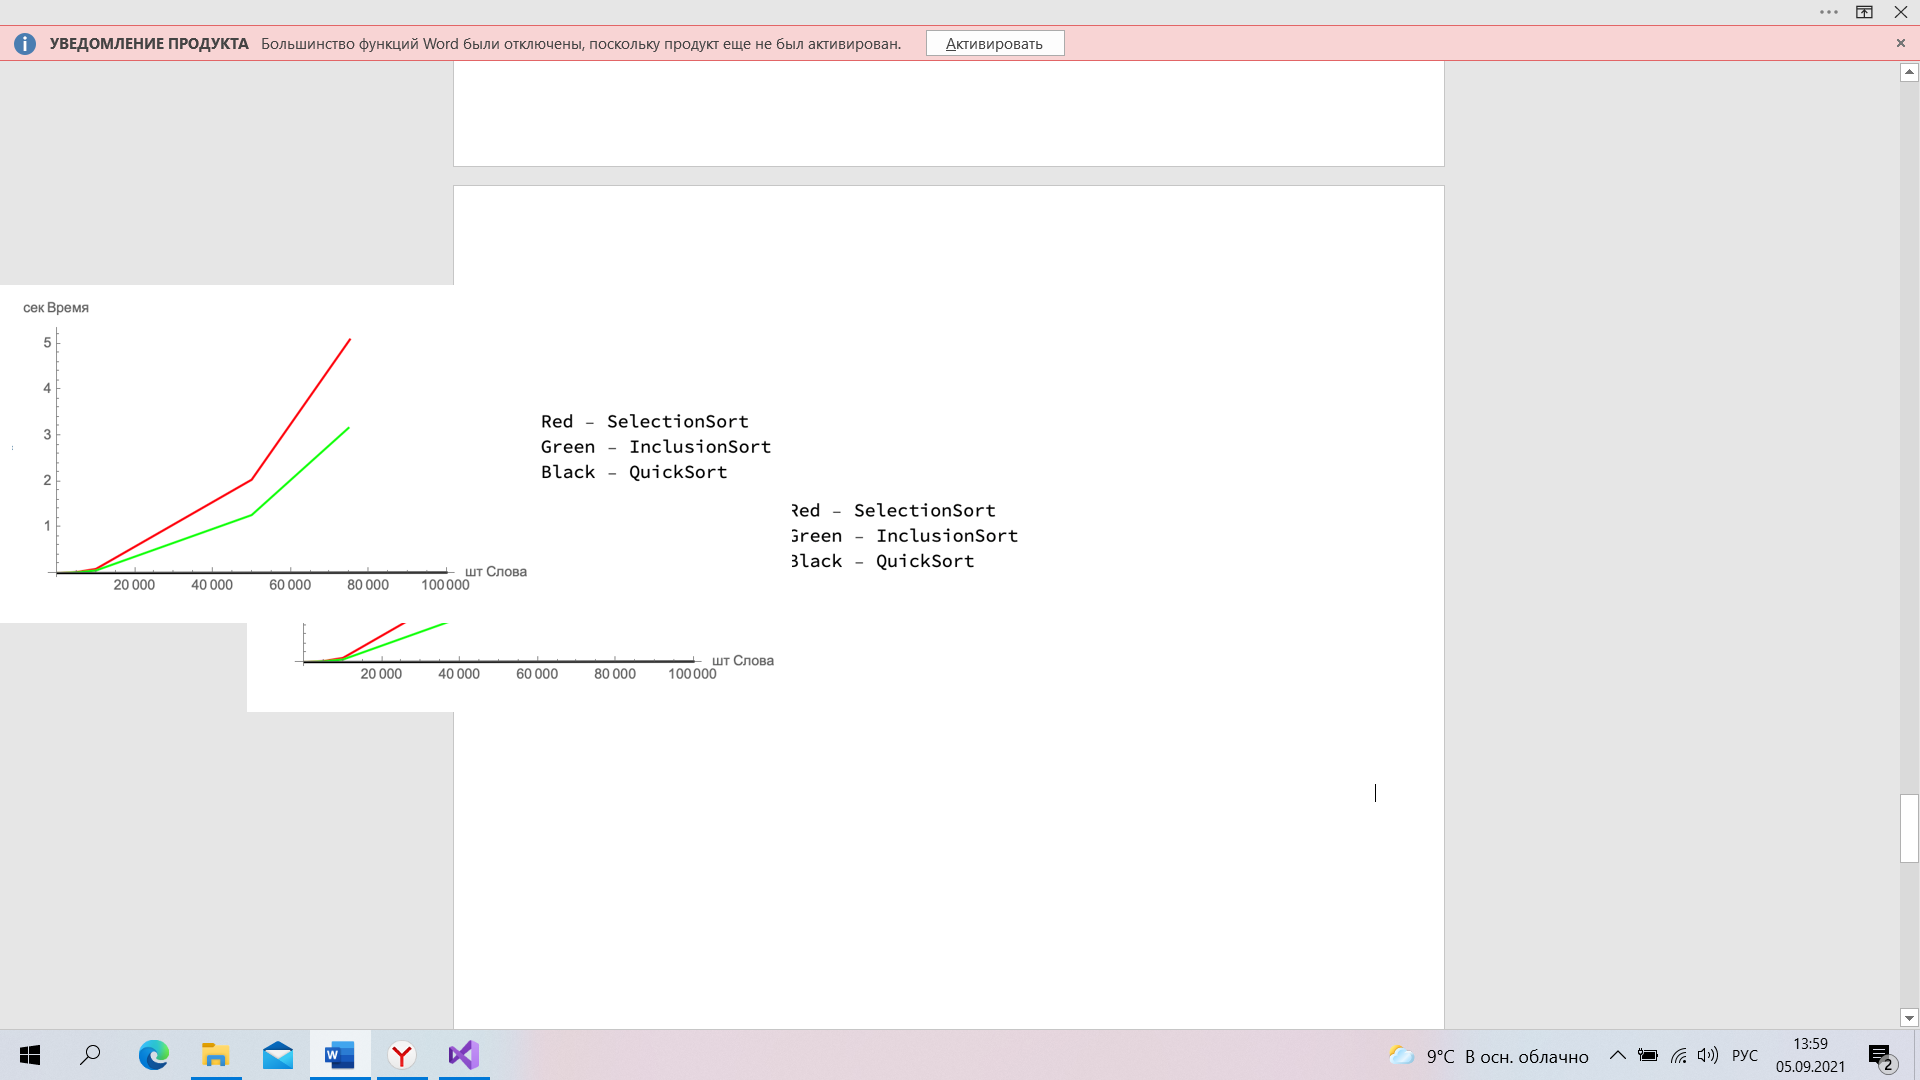 УВЕДОМЛЕНИЕ ПРОДУКТА Большинство функций Word были отключены, поскольку продукт еще не был активирован. Активировать
сек Время
5
4
3
2
1
20 000 40 000 60 000 80 000 100 000 шт Слова
Red – SelectionSort
Green – InclusionSort
Black – QuickSort
Red – SelectionSort
Green – InclusionSort
Black – QuickSort
20 000 40 000 60 000 80 000 100 000 шт Слова
9°C В осн. облачно РУС 13:59
05.09.2021 2